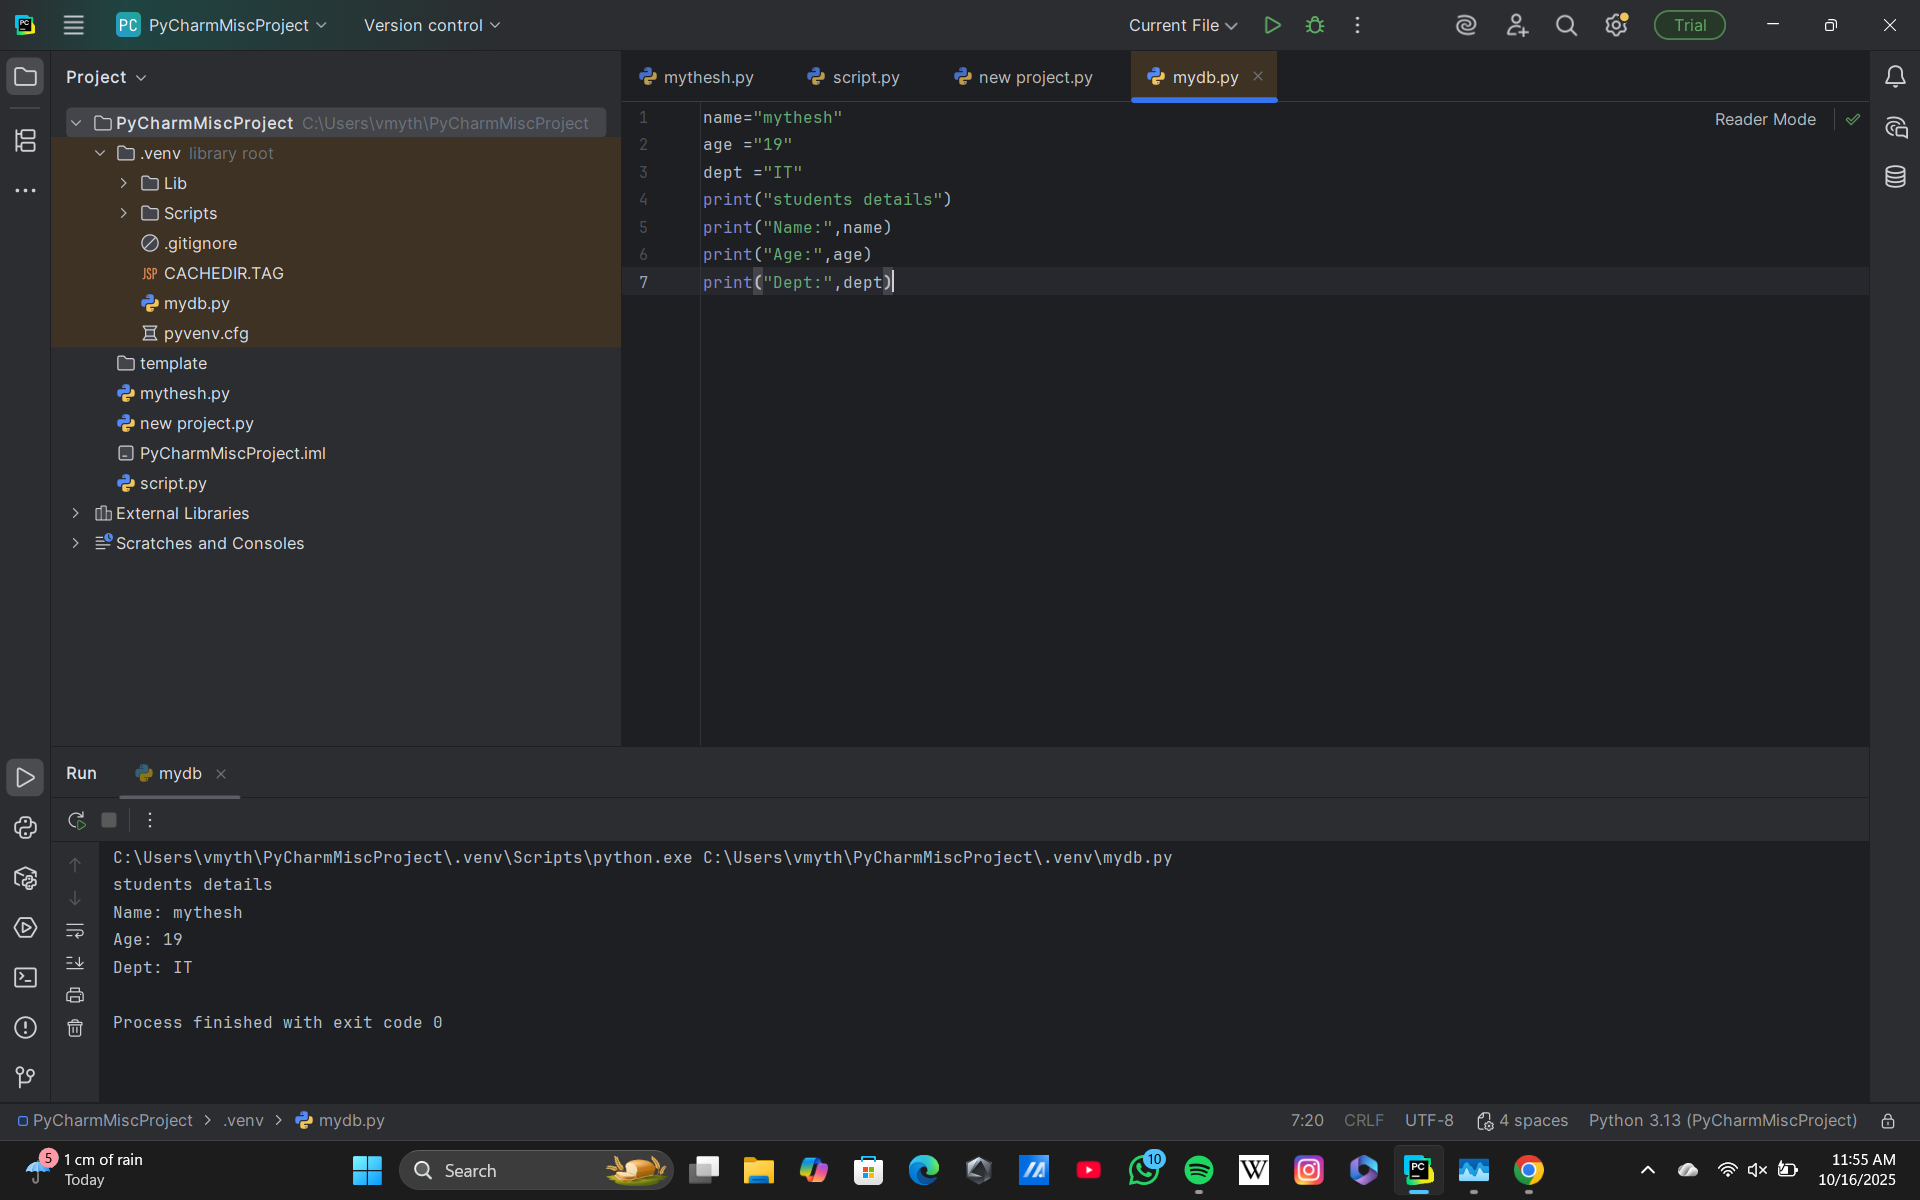 PC PyCharmMiscProject Version control Current File Trial
Project
mythesh.py script.py new project.py mydb.py
PyCharmMiscProject C:\Users\vmyth\PyCharmMiscProject
.venv library root
Lib
Scripts
.gitignore
JSP CACHEDIR.TAG
mydb.py
pyvenv.cfg
template
mythesh.py
new project.py
PyCharmMiscProject.iml
script.py
External Libraries
Scratches and Consoles
Reader Mode
1 name="mythesh"
2 age ="19"
3 dept ="IT"
4 print("students details")
5 print("Name:",name)
6 print("Age:",age)
7 print("Dept:",dept)
Run mydb
C:\Users\vmyth\PyCharmMiscProject\.venv\Scripts\python.exe C:\Users\vmyth\PyCharmMiscProject\.venv\mydb.py
students details
Name: mythesh
Age: 19
Dept: IT
Process finished with exit code 0
PyCharmMiscProject > .venv > mydb.py 7:20 CRLF UTF-8 4 spaces Python 3.13 (PyCharmMiscProject)
5 1 cm of rain
Today
Search
10
W
PC
11:55 AM
10/16/2025